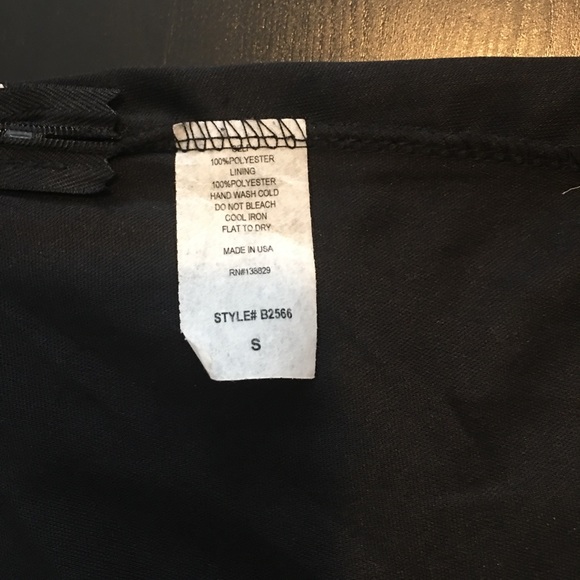 SELF
100%POLYESTER
LINING
100%POLYESTER
HAND WASH COLD
DO NOT BLEACH
COOL IRON
FLAT TO DRY
MADE IN USA
RN#138829
STYLE# B2566
S